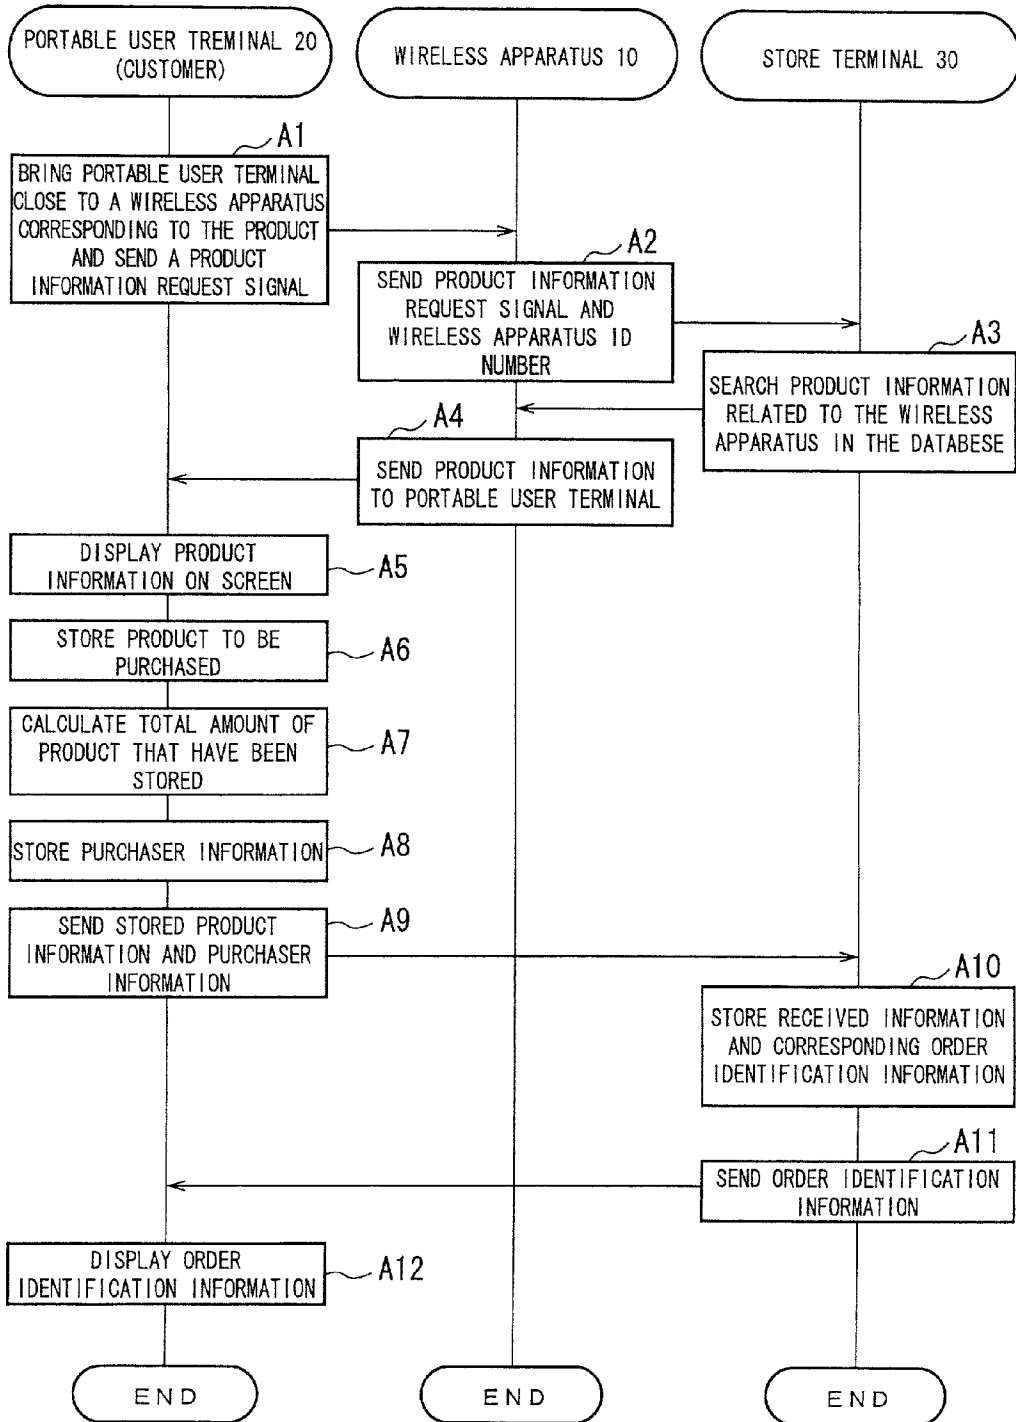 PORTABLE USER TREMINAL 20
(CUSTOMER)
WIRELESS APPARATUS 10
STORE TERMINAL 30
A1
BRING PORTABLE USER TERMINAL
CLOSE TO A WIRELESS APPARATUS
CORRESPONDING TO THE PRODUCT
AND SEND A PRODUCT
INFORMATION REQUEST SIGNAL
A2
SEND PRODUCT INFORMATION
REQUEST SIGNAL AND
WIRELESS APPARATUS ID
NUMBER
A3
SEARCH PRODUCT INFORMATION
RELATED TO THE WIRELESS
APPARATUS IN THE DATABESE
A4
SEND PRODUCT INFORMATION
TO PORTABLE USER TERMINAL
DISPLAY PRODUCT
INFORMATION ON SCREEN
A5
STORE PRODUCT TO BE
PURCHASED
A6
CALCULATE TOTAL AMOUNT OF
PRODUCT THAT HAVE BEEN
STORED
A7
STORE PURCHASER INFORMATION
A8
SEND STORED PRODUCT
INFORMATION AND PURCHASER
INFORMATION
A9
A10
STORE RECEIVED INFORMATION
AND CORRESPONDING ORDER
IDENTIFICATION INFORMATION
A11
SEND ORDER IDENTIFICATION
INFORMATION
DISPLAY ORDER
IDENTIFICATION INFORMATION
A12
END
END
END